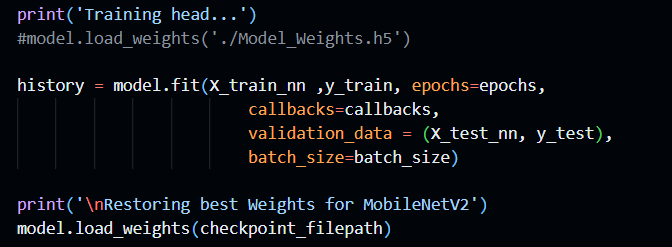 print('Training head...')
#model.load_weights('./Model_Weights.h5')
history = model.fit(X_train_nn ,y_train, epochs=epochs,
callbacks=callbacks,
validation_data = (X_test_nn, y_test),
batch_size=batch_size)
print('\nRestoring best Weights for MobileNetV2')
model.load_weights(checkpoint_filepath)